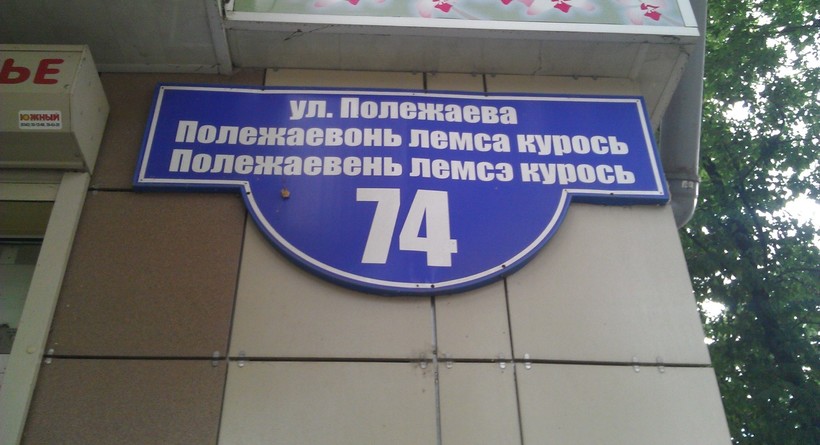 ЬЕ
ЮЖНЫЙ
ул. Полежаева
Полежаевонь лемса курось
Полежаевень лемсэ курось
74